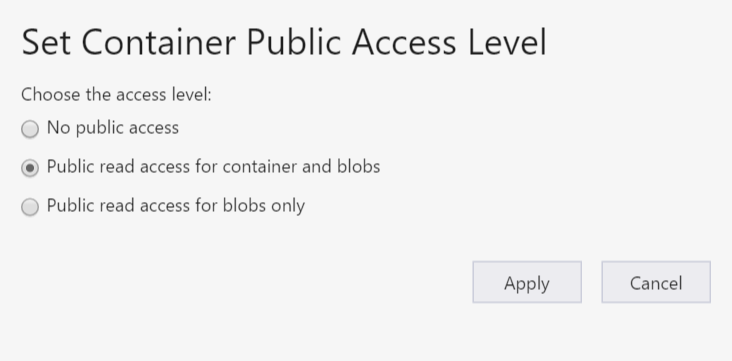 Set Container Public Access Level
Choose the access level:
No public access
Public read access for container and blobs
Public read access for blobs only
Apply Cancel